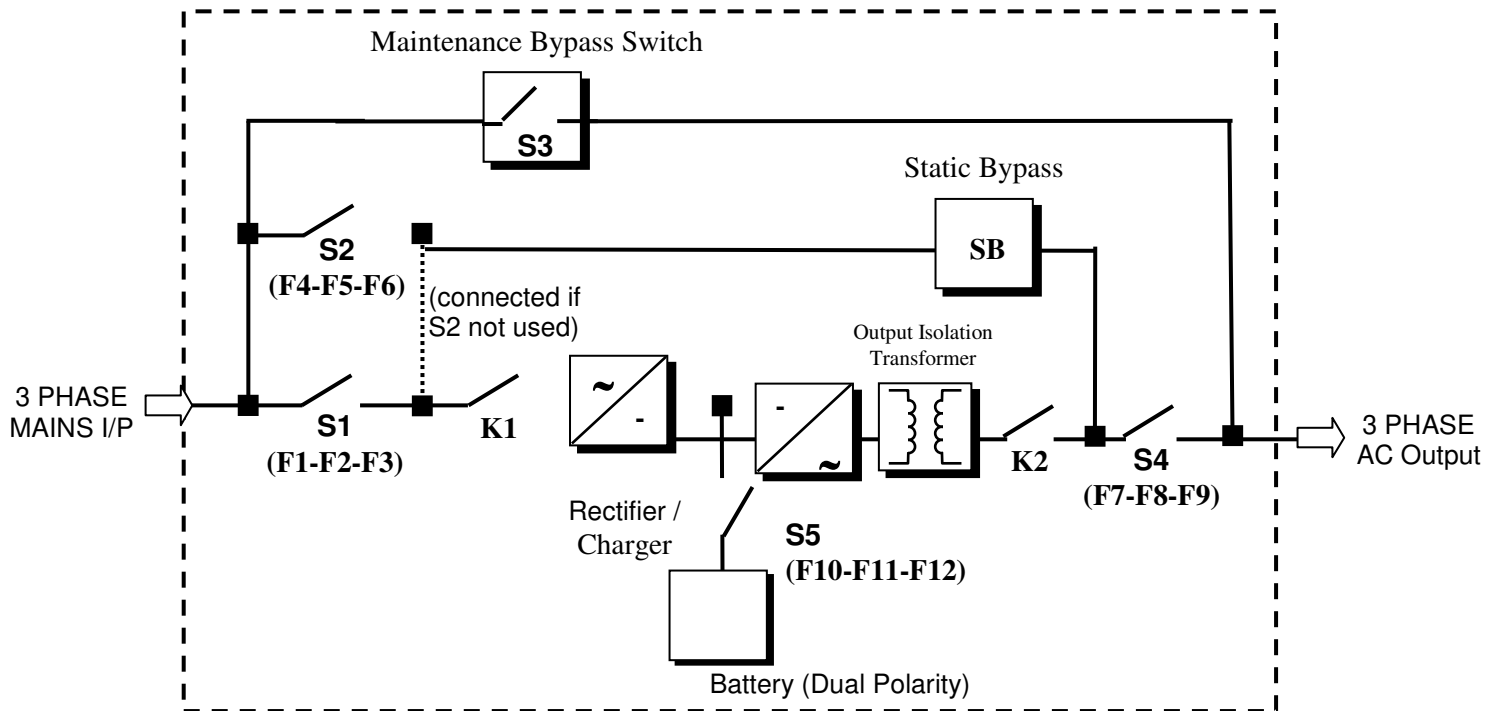 Maintenance Bypass Switch
S3
Static Bypass
SB
S2
(F4-F5-F6)
(connected if
S2 not used)
Output Isolation
Transformer
3 PHASE
MAINS I/P
S1
(F1-F2-F3)
K1
~
-
-
~
K2
S4
(F7-F8-F9)
3 PHASE
AC Output
Rectifier /
Charger
S5
(F10-F11-F12)
Battery (Dual Polarity)